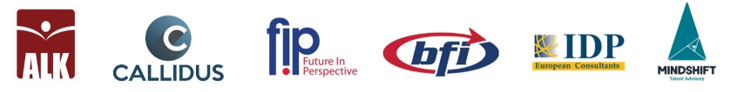 ALK
C
CALLIDUS
fip
Future In
Perspective
bfi
IDP
European Consultants
MINDSHIFT
Talent Advisory